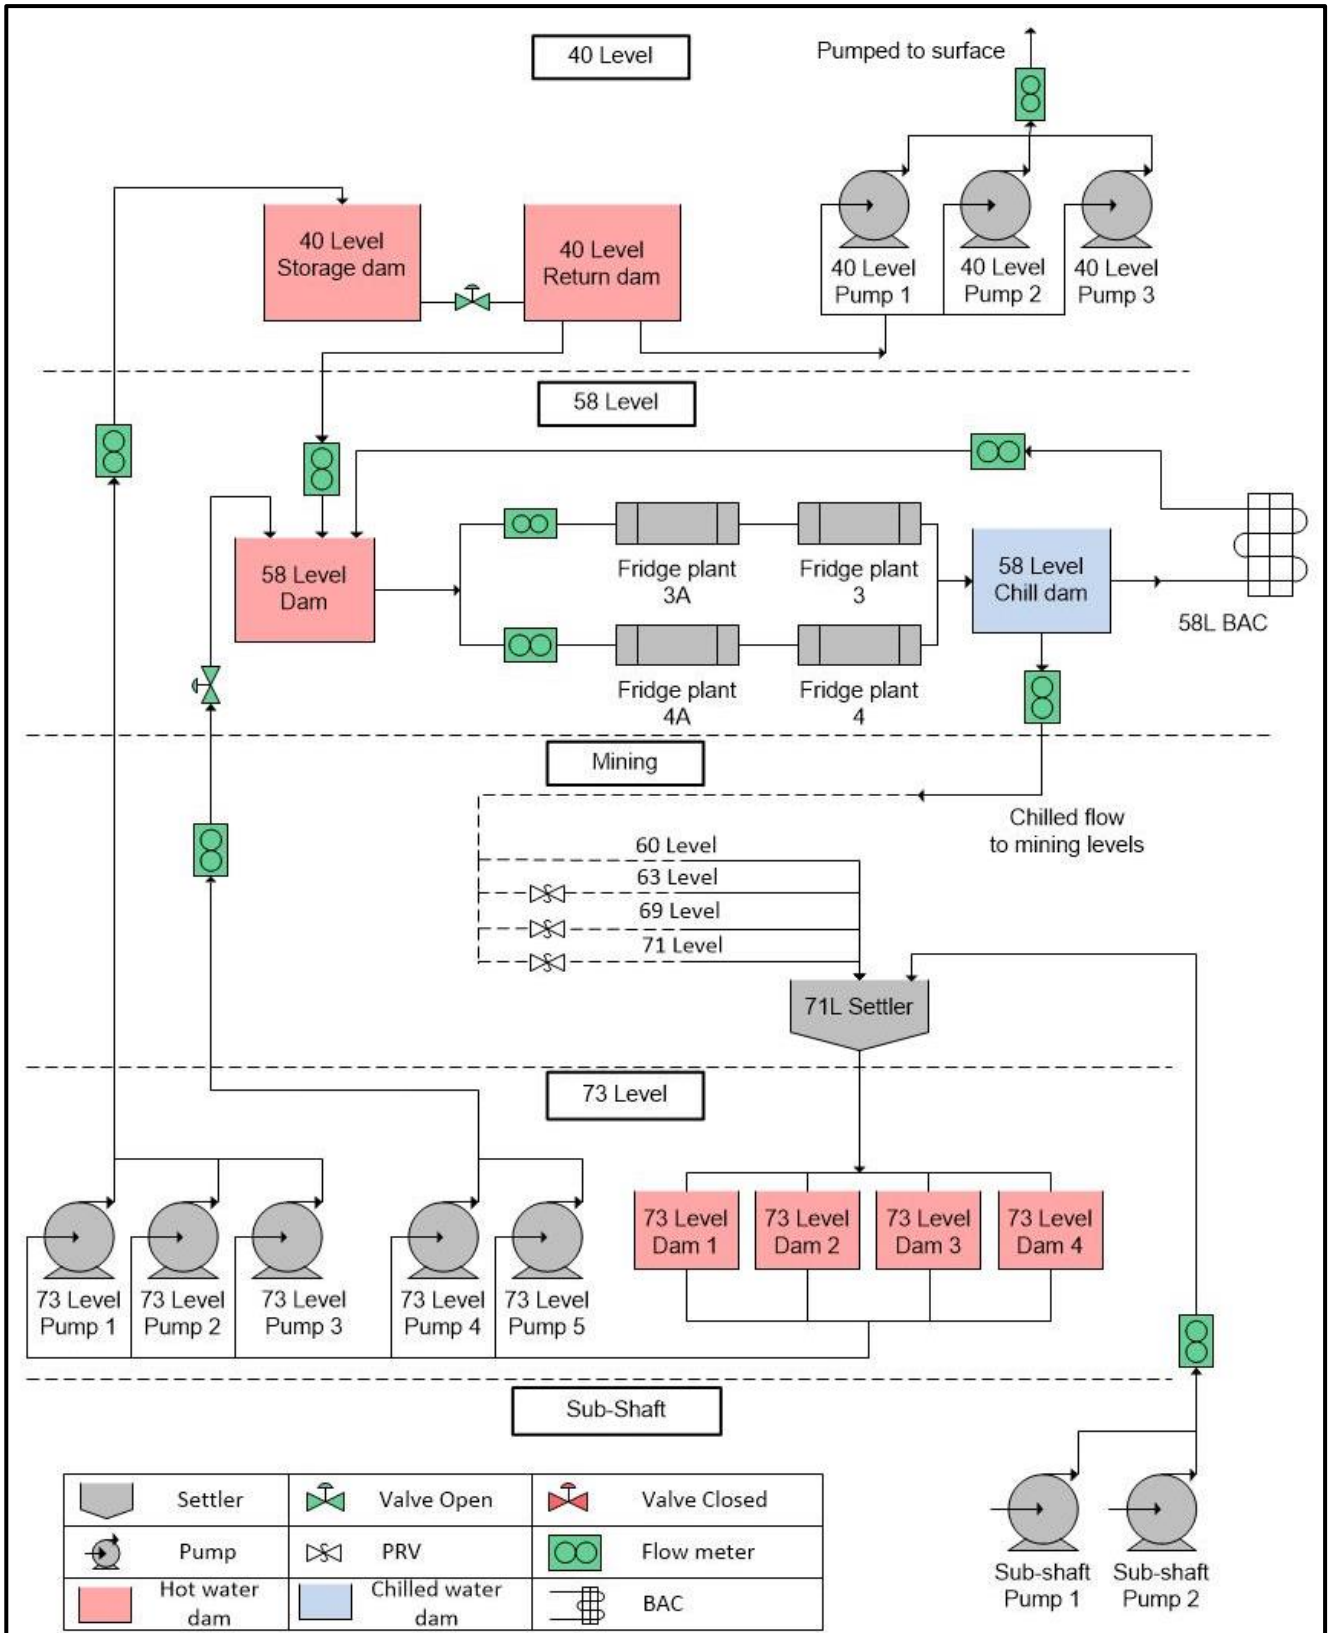 40 Level
Pumped to surface
40 Level
Storage dam
40 Level
Return dam
40 Level
Pump 1
40 Level
Pump 2
40 Level
Pump 3
58 Level
58 Level
Dam
Fridge plant
3A
Fridge plant
3
58 Level
Chill dam
58L BAC
Fridge plant
4A
Fridge plant
4
Mining
Chilled flow
to mining levels
60 Level
63 Level
69 Level
71 Level
71L Settler
73 Level
73 Level
Pump 1
73 Level
Pump 2
73 Level
Pump 3
73 Level
Pump 4
73 Level
Pump 5
73 Level
Dam 1
73 Level
Dam 2
73 Level
Dam 3
73 Level
Dam 4
Sub-Shaft
Settler
Valve Open
Valve Closed
Pump
PRV
Flow meter
Hot water
dam
Chilled water
dam
BAC
Sub-shaft
Pump 1
Sub-shaft
Pump 2